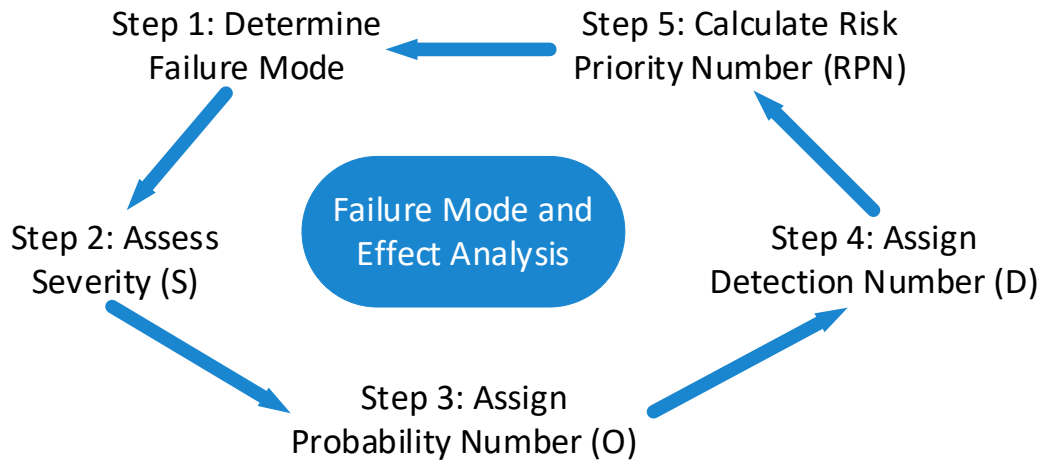 Step 1: Determine
Failure Mode
Step 5: Calculate Risk
Priority Number (RPN)
Failure Mode and
Effect Analysis
Step 2: Assess
Severity (S)
Step 4: Assign
Detection Number (D)
Step 3: Assign
Probability Number (O)